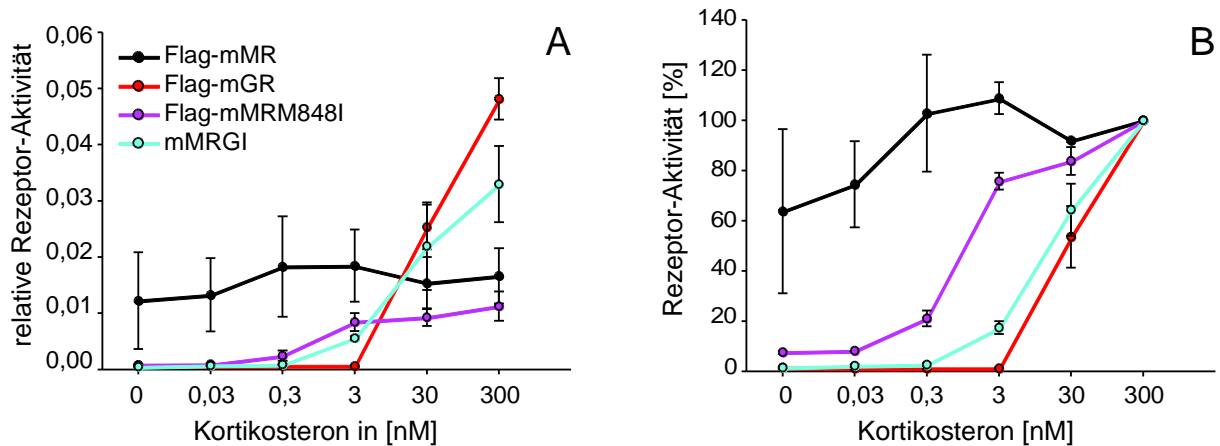 A
relative Rezeptor-Aktivität
0,06
0,05
0,04
0,03
0,02
0,01
0,00
Flag-mMR
Flag-mGR
Flag-mMRM848I
mMRGI
0 0,03 0,3 3 30 300
Kortikosteron in [nM]
B
Rezeptor-Aktivität [%]
140
120
100
80
60
40
20
0
0 0,03 0,3 3 30 300
Kortikosteron [nM]